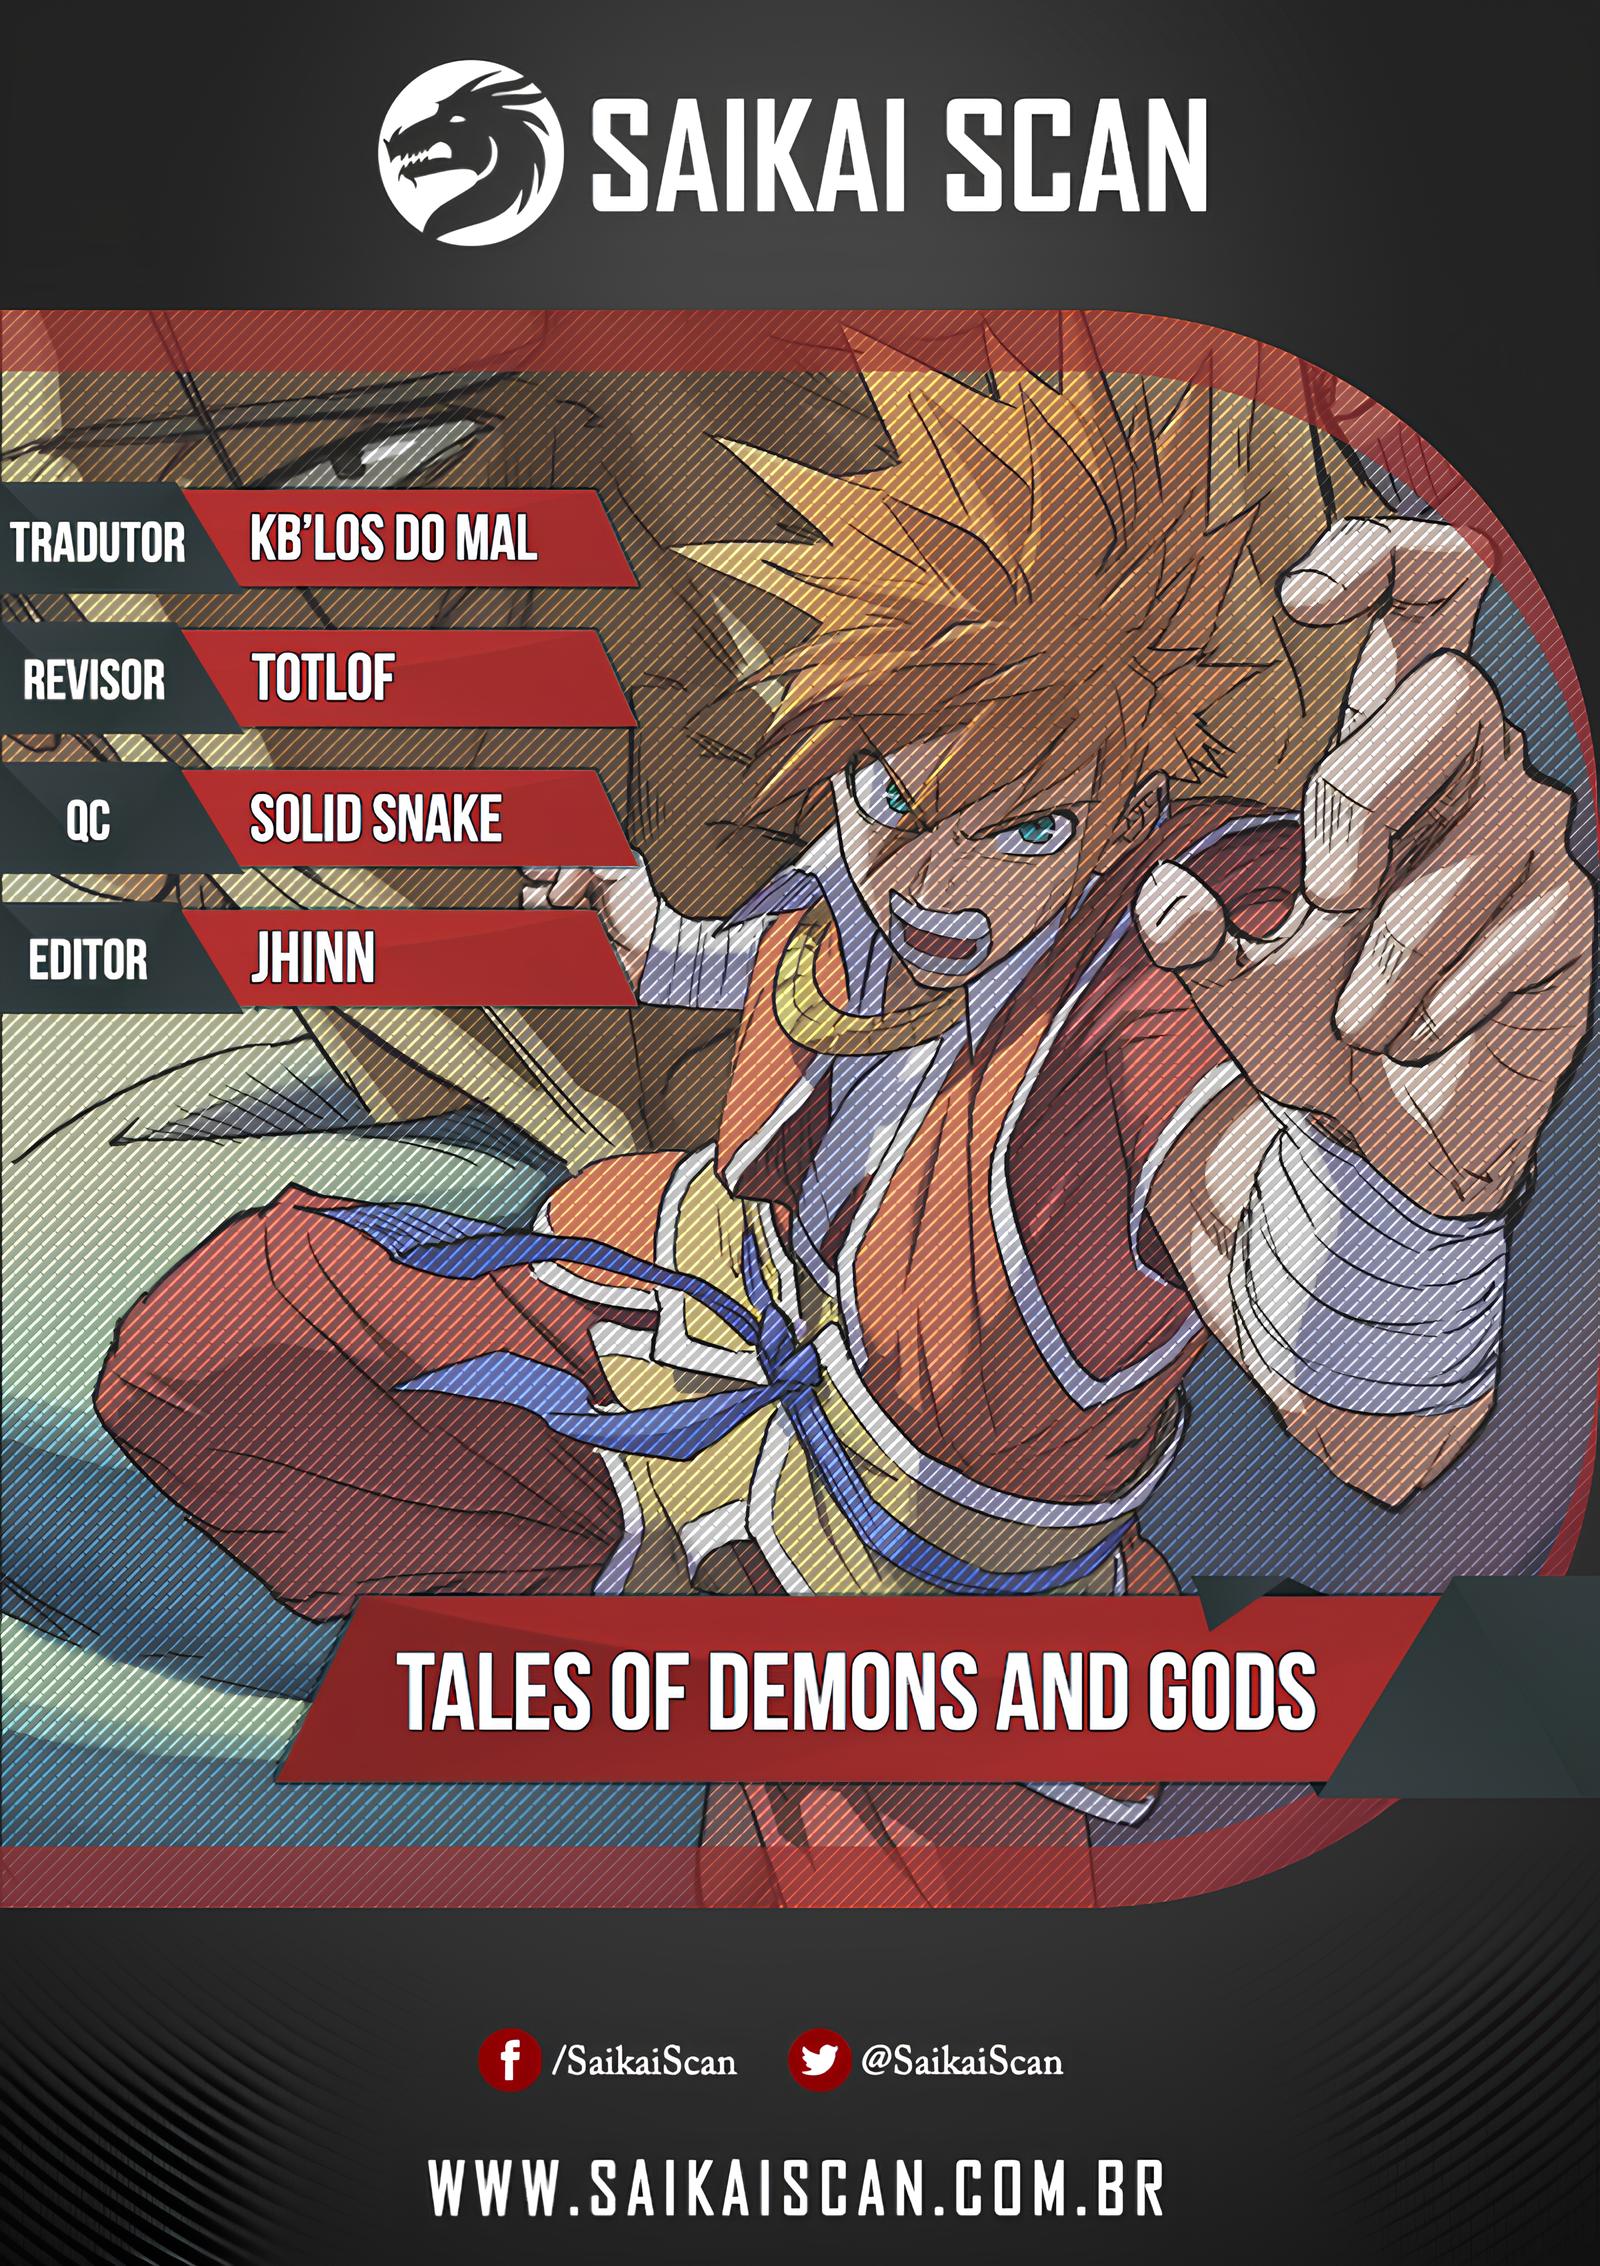 SAIKAI SCAN
TRADUTOR KB'LOS DO MAL
REVISOR TOTLOF
QC SOLID SNAKE
EDITOR JHINN
TALES OF DEMONS AND GODS
/SaikaiScan @SaikaiScan
WWW.SAIKAISCAN.COM.BR